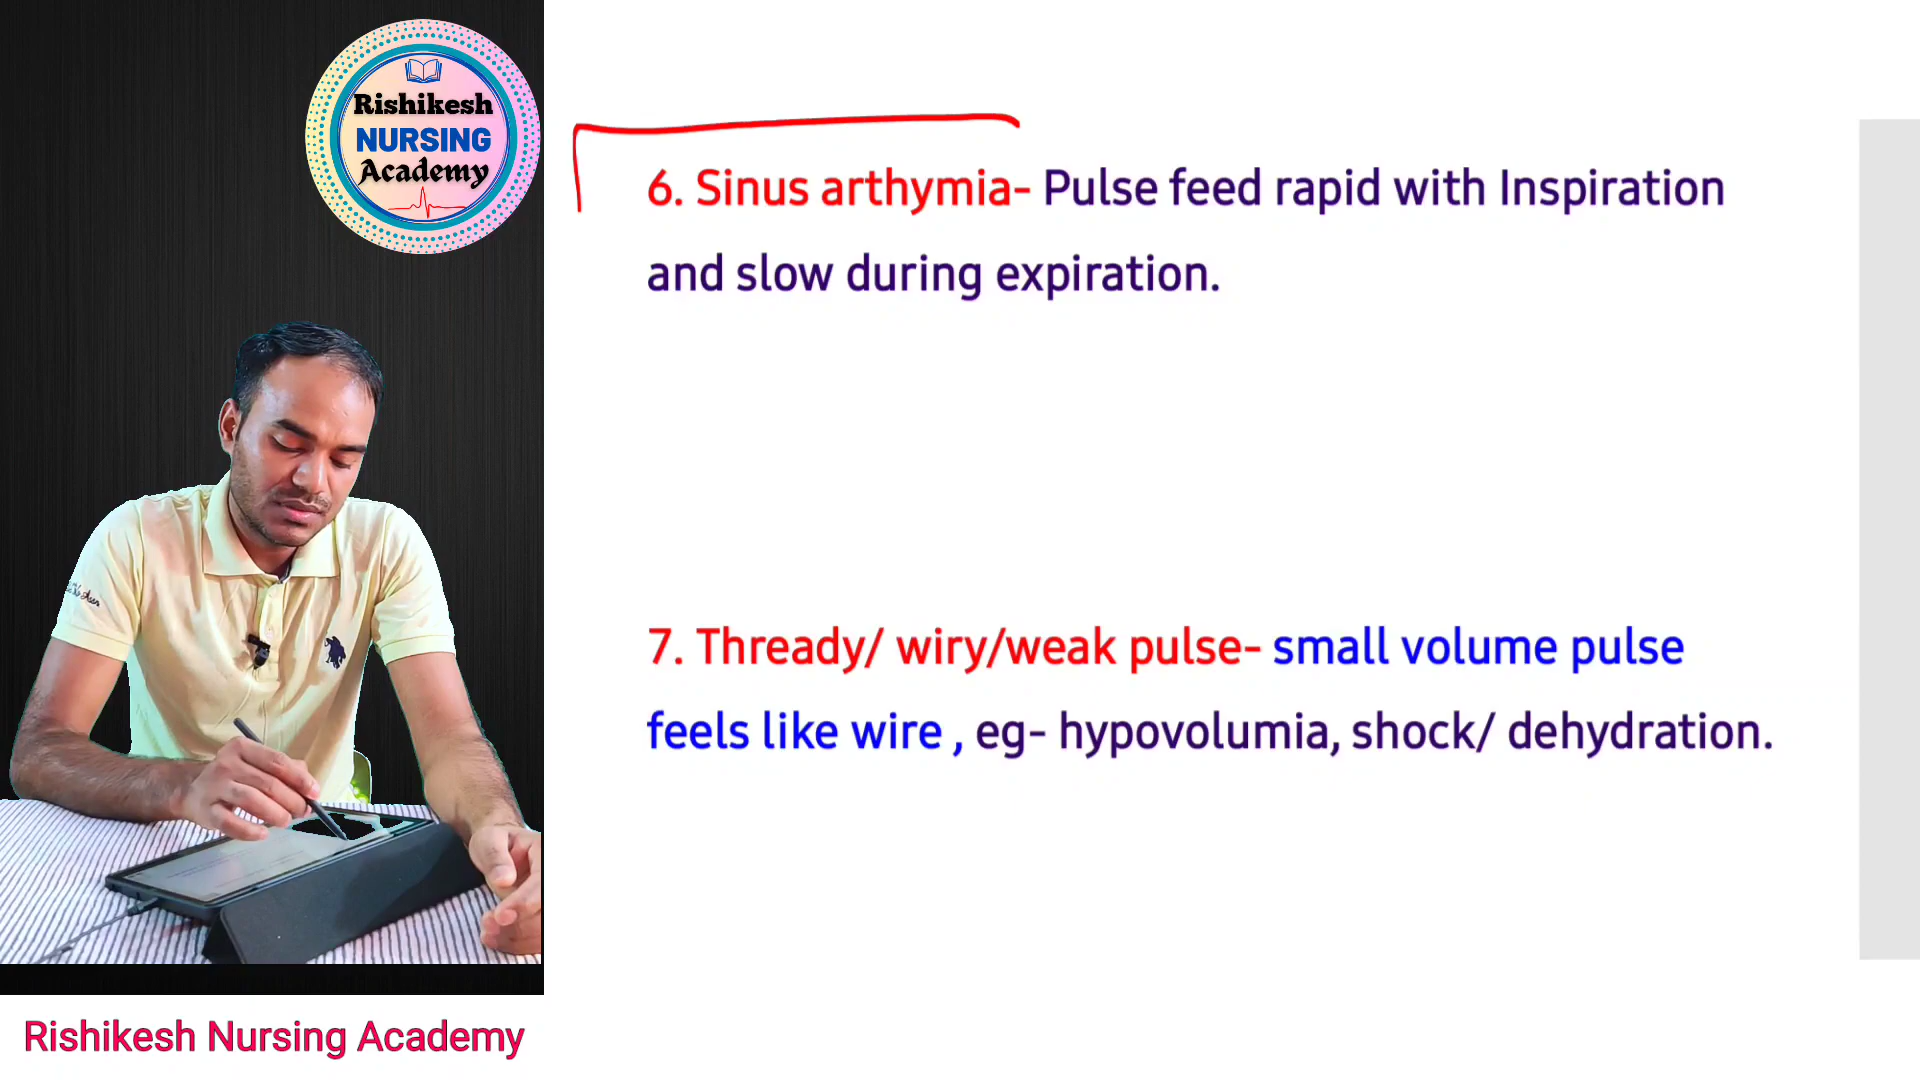 Rishikesh
NURSING
Academy
6. Sinus arthymia- Pulse feed rapid with Inspiration
and slow during expiration.
7. Thready/ wiry/weak pulse- small volume pulse
feels like wire , eg- hypovolumia, shock/ dehydration.
Rishikesh Nursing Academy